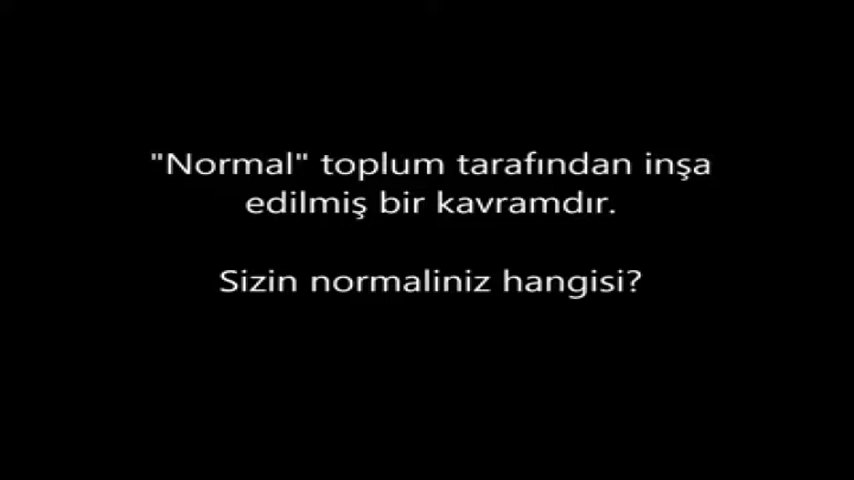 "Normal" toplum tarafından inşa
edilmiş bir kavramdır.
Sizin normaliniz hangisi?